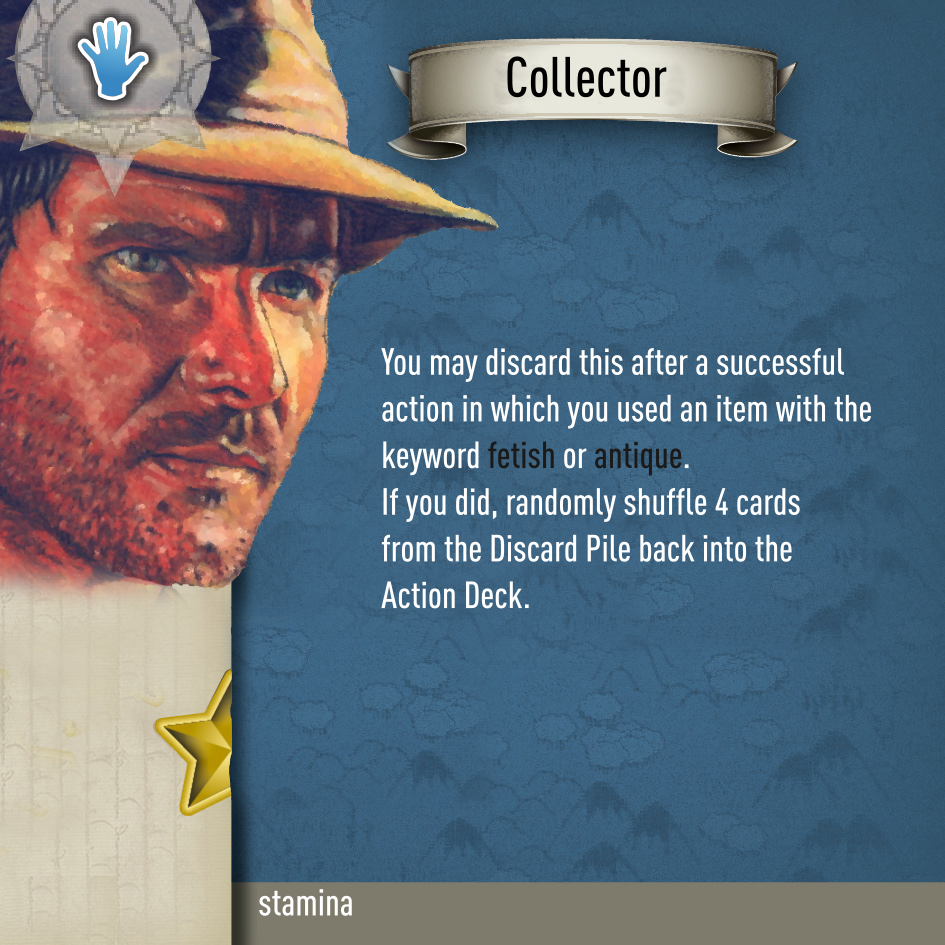 Collector
You may discard this after a successful
action in which you used an item with the
keyword fetish or antique.
If you did, randomly shuffle 4 cards
from the Discard Pile back into the
Action Deck.
stamina